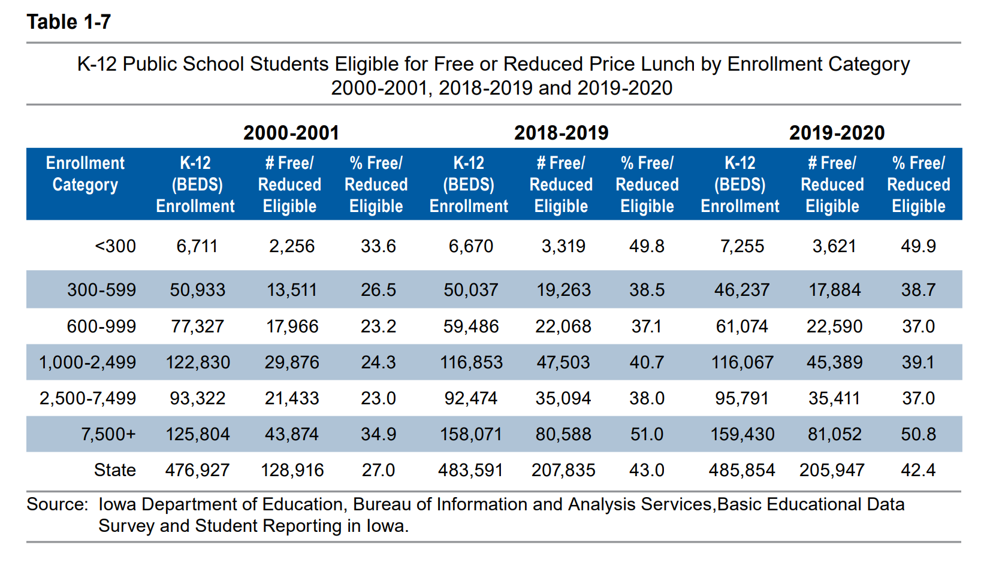 Table 1-7
K-12 Public School Students Eligible for Free or Reduced Price Lunch by Enrollment Category
2000-2001, 2018-2019 and 2019-2020
2000-2001 2018-2019 2019-2020
Enrollment K-12 # Free/ % Free/ K-12 # Free/ % Free/ K-12 # Free/ % Free/
Category (BEDS) Reduced Reduced (BEDS) Reduced Reduced (BEDS) Reduced Reduced
Enrollment Eligible Eligible Enrollment Eligible Eligible Enrollment Eligible Eligible
<300 6,711 2,256 33.6 6,670 3,319 49.8 7,255 3,621 49.9
300-599 50,933 13,511 26.5 50,037 19,263 38.5 46,237 17,884 38.7
600-999 77,327 17,966 23.2 59,486 22,068 37.1 61,074 22,590 37.0
1,000-2,499 122,830 29,876 24.3 116,853 47,503 40.7 116,067 45,389 39.1
2,500-7,499 93,322 21,433 23.0 92,474 35,094 38.0 95,791 35,411 37.0
7,500+ 125,804 43,874 34.9 158,071 80,588 51.0 159,430 81,052 50.8
State 476,927 128,916 27.0 483,591 207,835 43.0 485,854 205,947 42.4
Source: Iowa Department of Education, Bureau of Information and Analysis Services,Basic Educational Data
Survey and Student Reporting in Iowa.